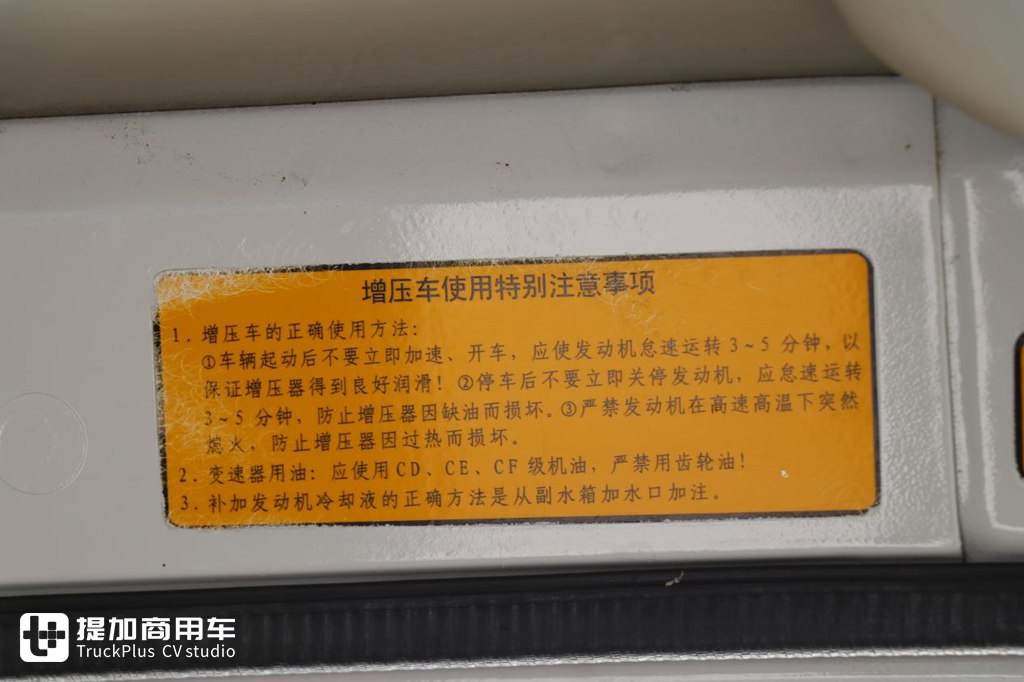 增压车使用特别注意事项
1. 增压车的正确使用方法:
①车辆起动后不要立即加速、开车，应使发动机怠速运转3~5 分钟，以
保证增压器得到良好润滑！②停车后不要立即关停发动机，应怠速运转
3~5 分钟，防止增压器因缺油而损坏。③严禁发动机在高速高温下突然
熄火，防止增压器因过热而损坏。
2. 变速器用油: 应使用CD、CE、CF 级机油，严禁用齿轮油！
3. 补加发动机冷却液的正确方法是从副水箱加水口加注。
提加商用车
TruckPlus CVstudio